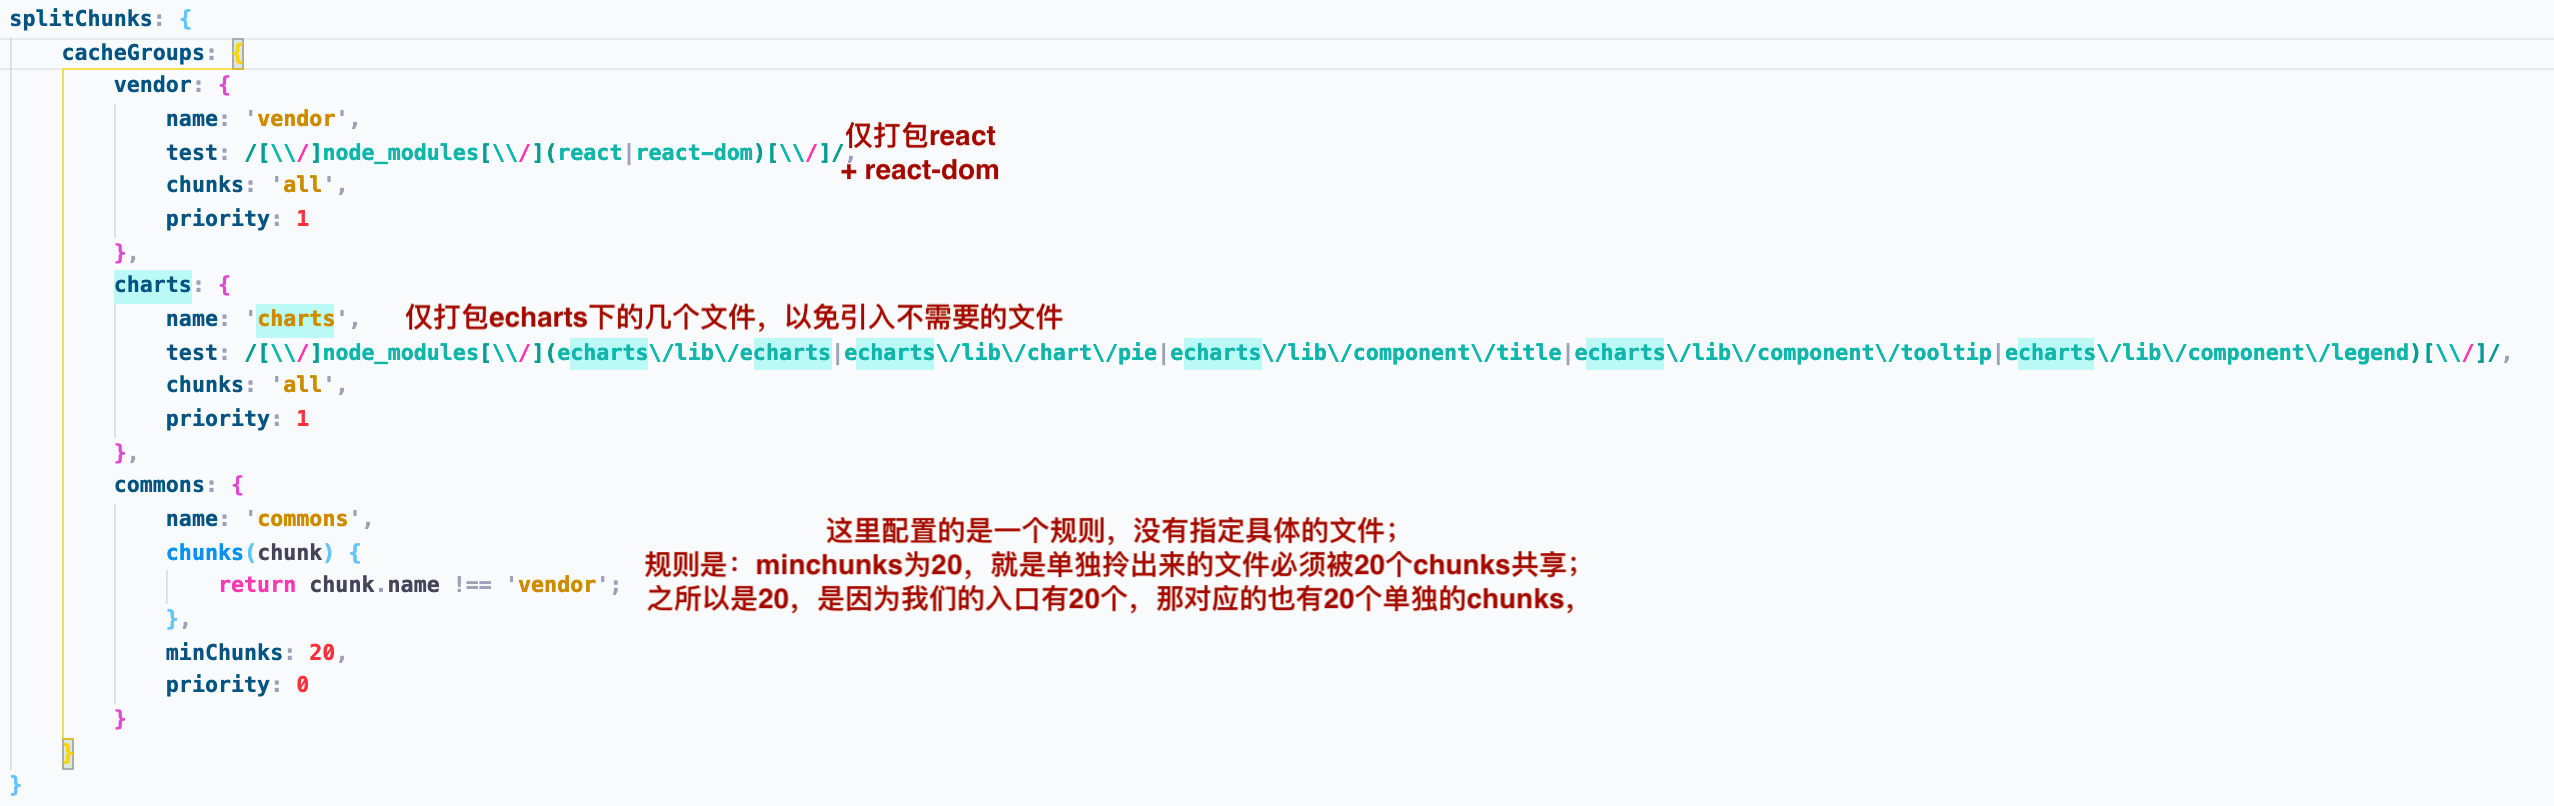 splitChunks: {
cacheGroups: {
vendor: {
name: 'vendor',
test: /[\\/]node_modules[\\/](react|react-dom)[\\/]/,
仅打包react
+ react-dom
chunks: 'all',
priority: 1
},
charts: {
name: 'charts',
仅打包echarts下的几个文件，以免引入不需要的文件
test: /[\\/]node_modules[\\/](echarts\/lib\/echarts|echarts\/lib\/chart\/pie|echarts\/lib\/component\/title|echarts\/lib\/component\/tooltip|echarts\/lib\/component\/legend)[\\/]/,
chunks: 'all',
priority: 1
},
commons: {
name: 'commons',
chunks(chunk) {
return chunk.name !== 'vendor';
},
这里配置的是一个规则，没有指定具体的文件；
规则是：minchunks为20，就是单独拎出来的文件必须被20个chunks共享；
之所以是20，是因为我们的入口有20个，那对应的也有20个单独的chunks，
minChunks: 20,
priority: 0
}
}
}